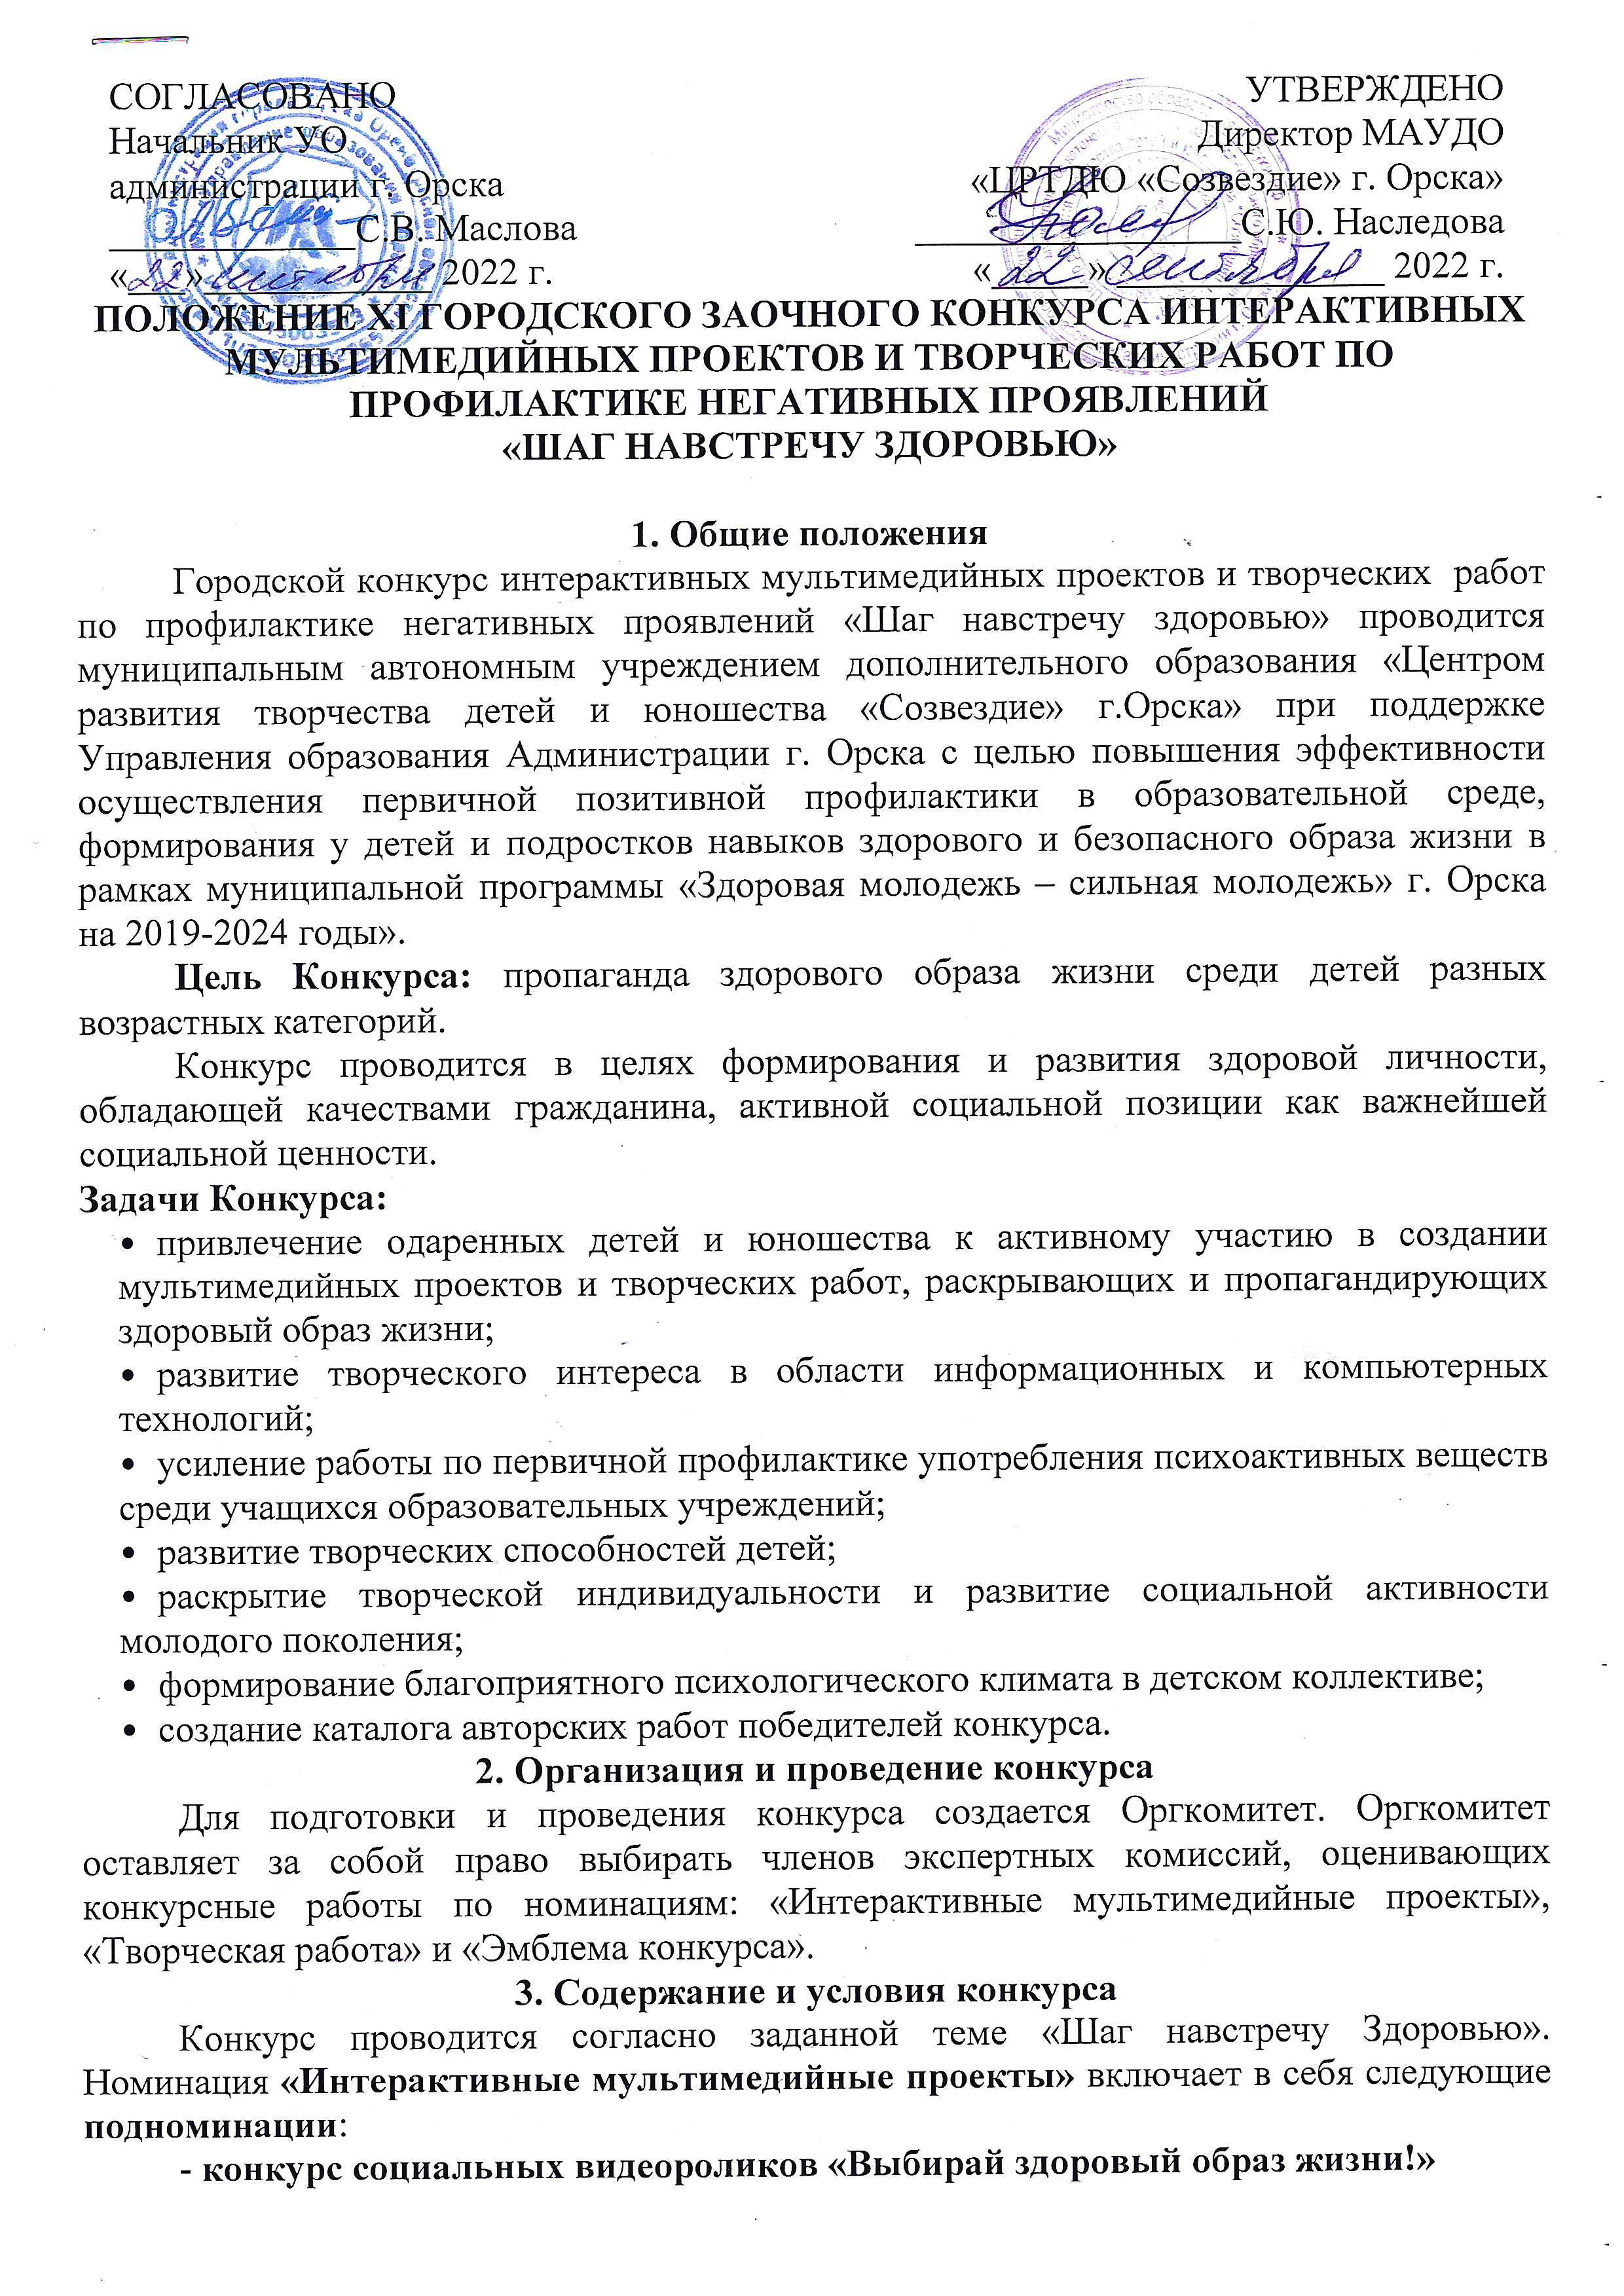 СОГЛАСОВАНО
Начальник УО
администрации г. Орска
С.В. Маслова
«22» сентября 2022 г.
УТВЕРЖДЕНО
Директор МАУДО
«ЦРТДЮ «Созвездие» г. Орска»
С.Ю. Наследова
«22» сентября 2022 г.
ПОЛОЖЕНИЕ XI ГОРОДСКОГО ЗАОЧНОГО КОНКУРСА ИНТЕРАКТИВНЫХ
МУЛЬТИМЕДИЙНЫХ ПРОЕКТОВ И ТВОРЧЕСКИХ РАБОТ ПО
ПРОФИЛАКТИКЕ НЕГАТИВНЫХ ПРОЯВЛЕНИЙ
«ШАГ НАВСТРЕЧУ ЗДОРОВЬЮ»
1. Общие положения
Городской конкурс интерактивных мультимедийных проектов и творческих работ
по профилактике негативных проявлений «Шаг навстречу здоровью» проводится
муниципальным автономным учреждением дополнительного образования «Центром
развития творчества детей и юношества «Созвездие» г.Орска» при поддержке
Управления образования Администрации г. Орска с целью повышения эффективности
осуществления первичной позитивной профилактики в образовательной среде,
формирования у детей и подростков навыков здорового и безопасного образа жизни в
рамках муниципальной программы «Здоровая молодежь – сильная молодежь» г. Орска
на 2019-2024 годы».
Цель Конкурса: пропаганда здорового образа жизни среди детей разных
возрастных категорий.
Конкурс проводится в целях формирования и развития здоровой личности,
обладающей качествами гражданина, активной социальной позиции как важнейшей
социальной ценности.
Задачи Конкурса:
• привлечение одаренных детей и юношества к активному участию в создании
мультимедийных проектов и творческих работ, раскрывающих и пропагандирующих
здоровый образ жизни;
• развитие творческого интереса в области информационных и компьютерных
технологий;
• усиление работы по первичной профилактике употребления психоактивных веществ
среди учащихся образовательных учреждений;
• развитие творческих способностей детей;
• раскрытие творческой индивидуальности и развитие социальной активности
молодого поколения;
• формирование благоприятного психологического климата в детском коллективе;
• создание каталога авторских работ победителей конкурса.
2. Организация и проведение конкурса
Для подготовки и проведения конкурса создается Оргкомитет. Оргкомитет
оставляет за собой право выбирать членов экспертных комиссий, оценивающих
конкурсные работы по номинациям: «Интерактивные мультимедийные проекты»,
«Творческая работа» и «Эмблема конкурса».
3. Содержание и условия конкурса
Конкурс проводится согласно заданной теме «Шаг навстречу Здоровью».
Номинация «Интерактивные мультимедийные проекты» включает в себя следующие
подноминации:
- конкурс социальных видеороликов «Выбирай здоровый образ жизни!»